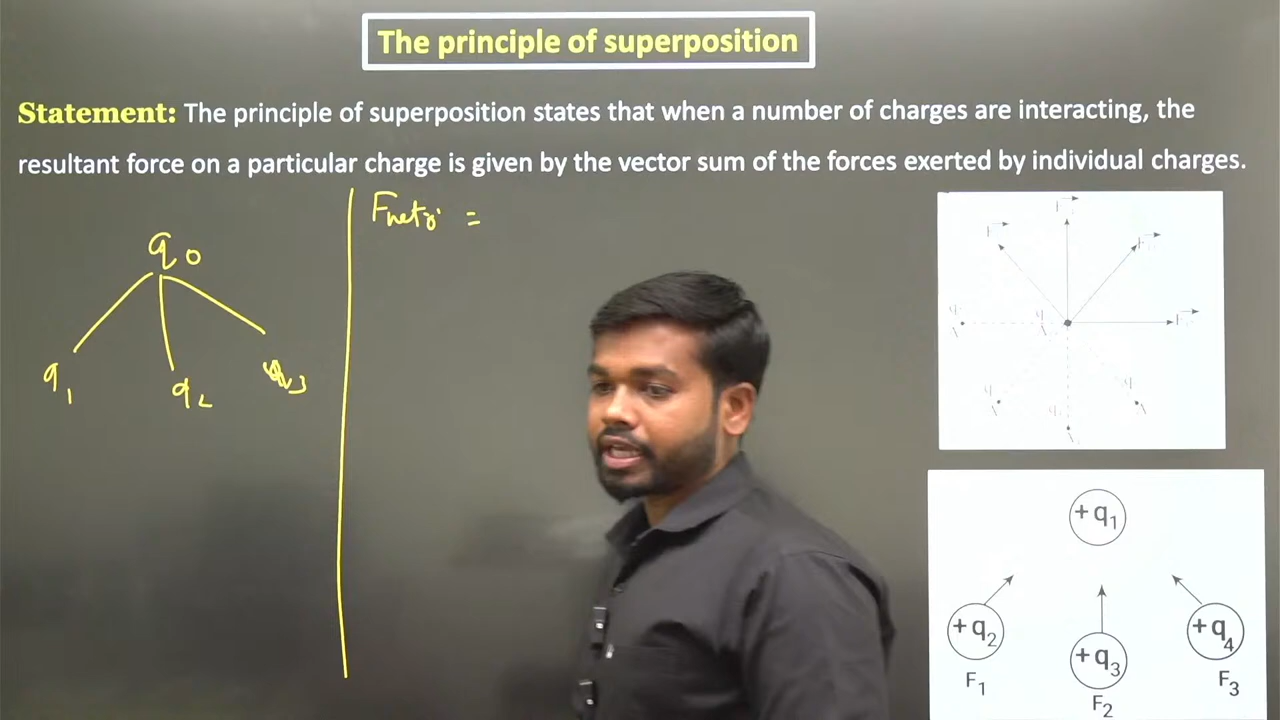 The principle of superposition
Statement: The principle of superposition states that when a number of charges are interacting, the
resultant force on a particular charge is given by the vector sum of the forces exerted by individual charges.
q0
q1
q2
q3
=
+q1
+q2
+q3
+q4
F1
F2
F3